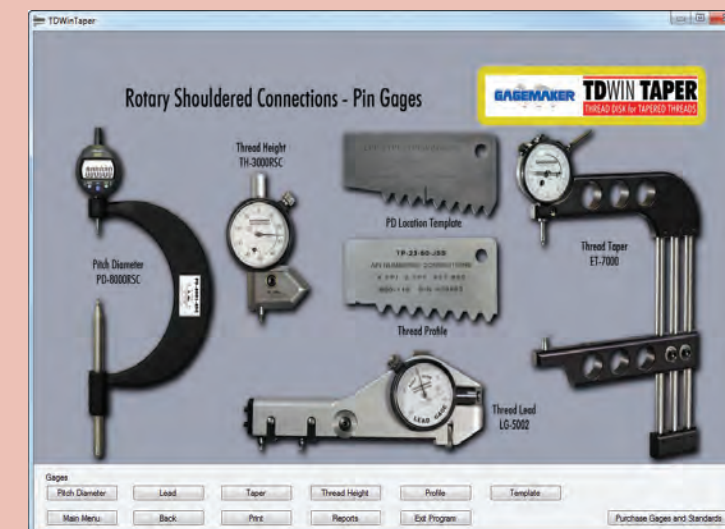 TDWinTaper
Rotary Shouldered Connections - Pin Gages
GAGEMAKER
TDWIN TAPER
THREAD DISK for TAPERED THREADS
Thread Height
TH-3000RSC
PD Location Template
Pitch Diameter
PD-8000RSC
Thread Taper
ET-7000
Thread Profile
LEAD GAGE
Thread Lead
LG-5002
Gages
Pitch Diameter
Lead
Taper
Thread Height
Profile
Template
Main Menu
Back
Print
Reports
Exit Program
Purchase Gages and Standards